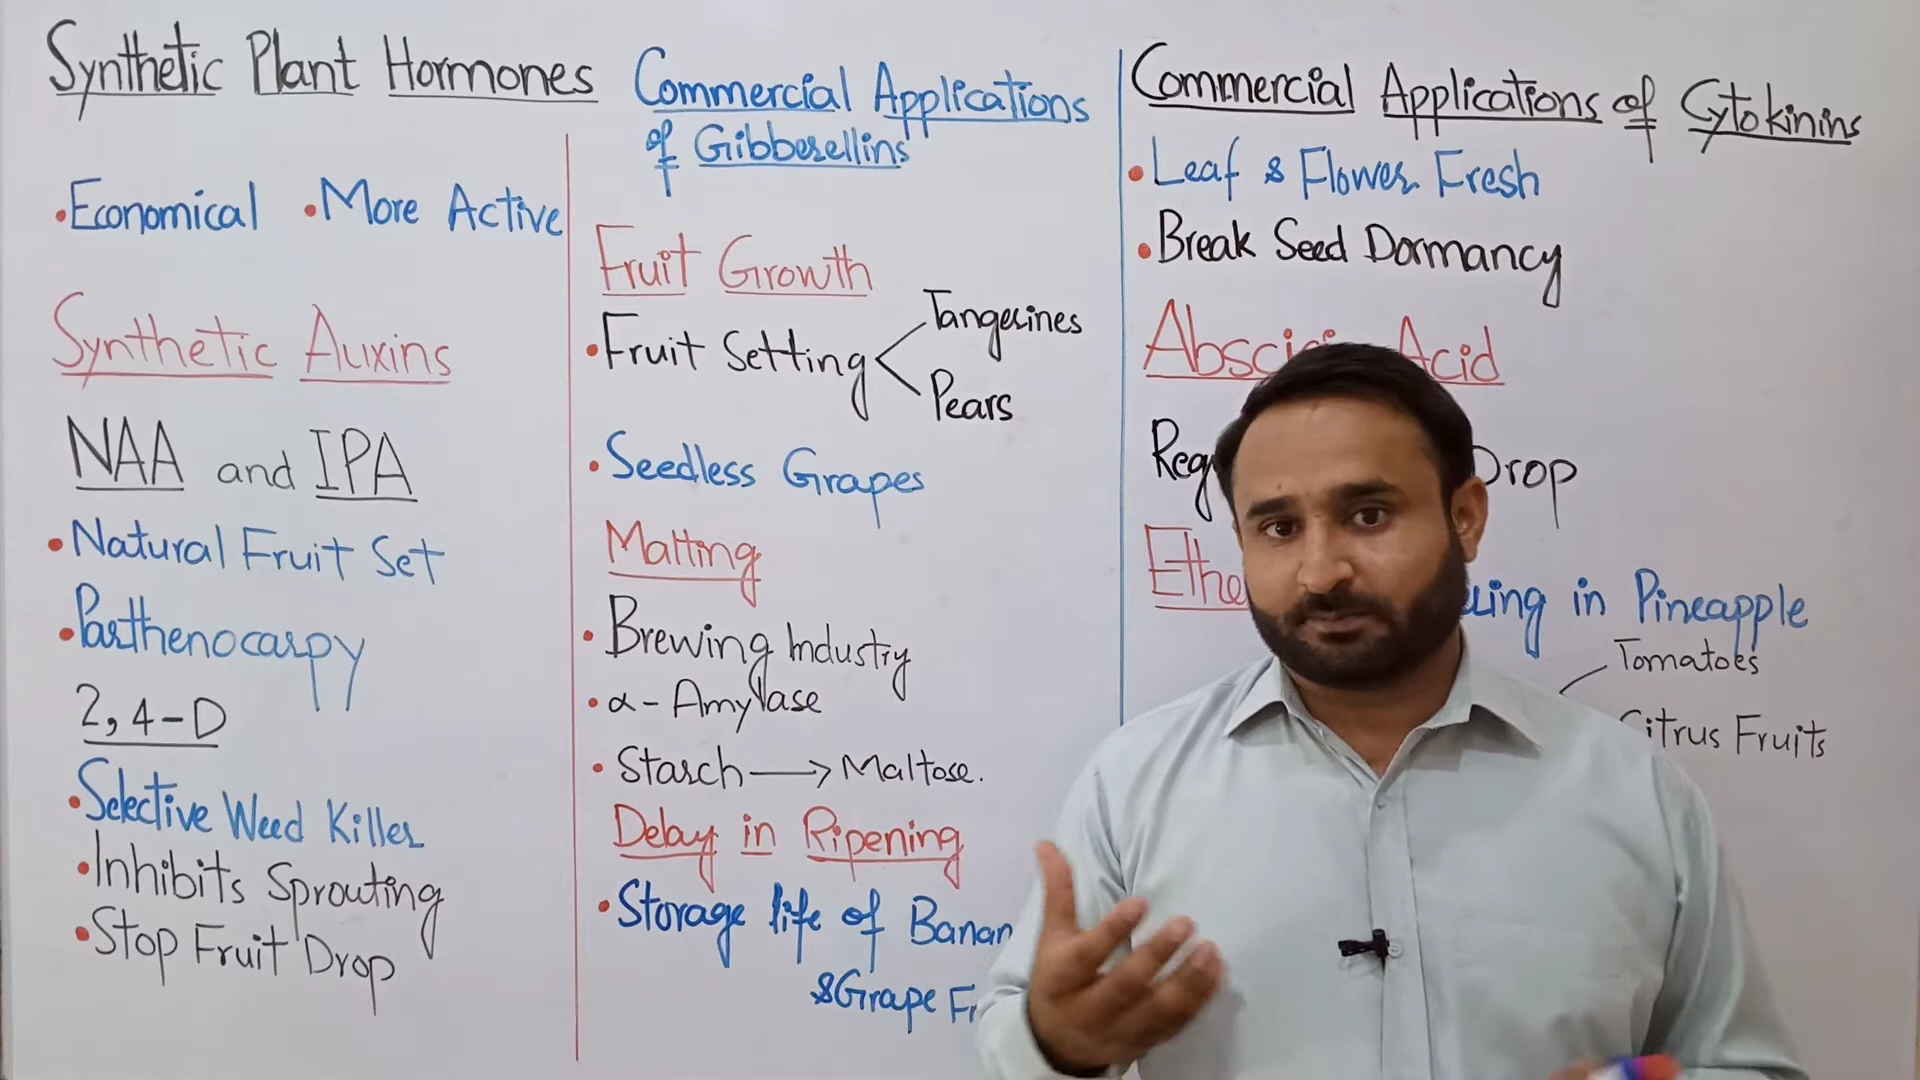 Synthetic Plant Hormones
• Economical • More Active
Synthetic Auxins
NAA and IPA
• Natural Fruit Set
• Parthenocarpy
2,4-D
• Selective Weed Killer
• Inhibits Sprouting
• Stop Fruit Drop
Commercial Applications
of Gibberellins
Fruit Growth
• Fruit Setting
Tangerines
Pears
• Seedless Grapes
Malting
• Brewing Industry
• α-Amylase
• Starch → Maltose.
Delay in Ripening
• Storage life of
& Grape
Commercial Applications of Cytokinins
• Leaf & Flower Fresh
• Break Seed Dormancy
Acid
Drop
in Pineapple
Tomatoes
Citrus Fruits